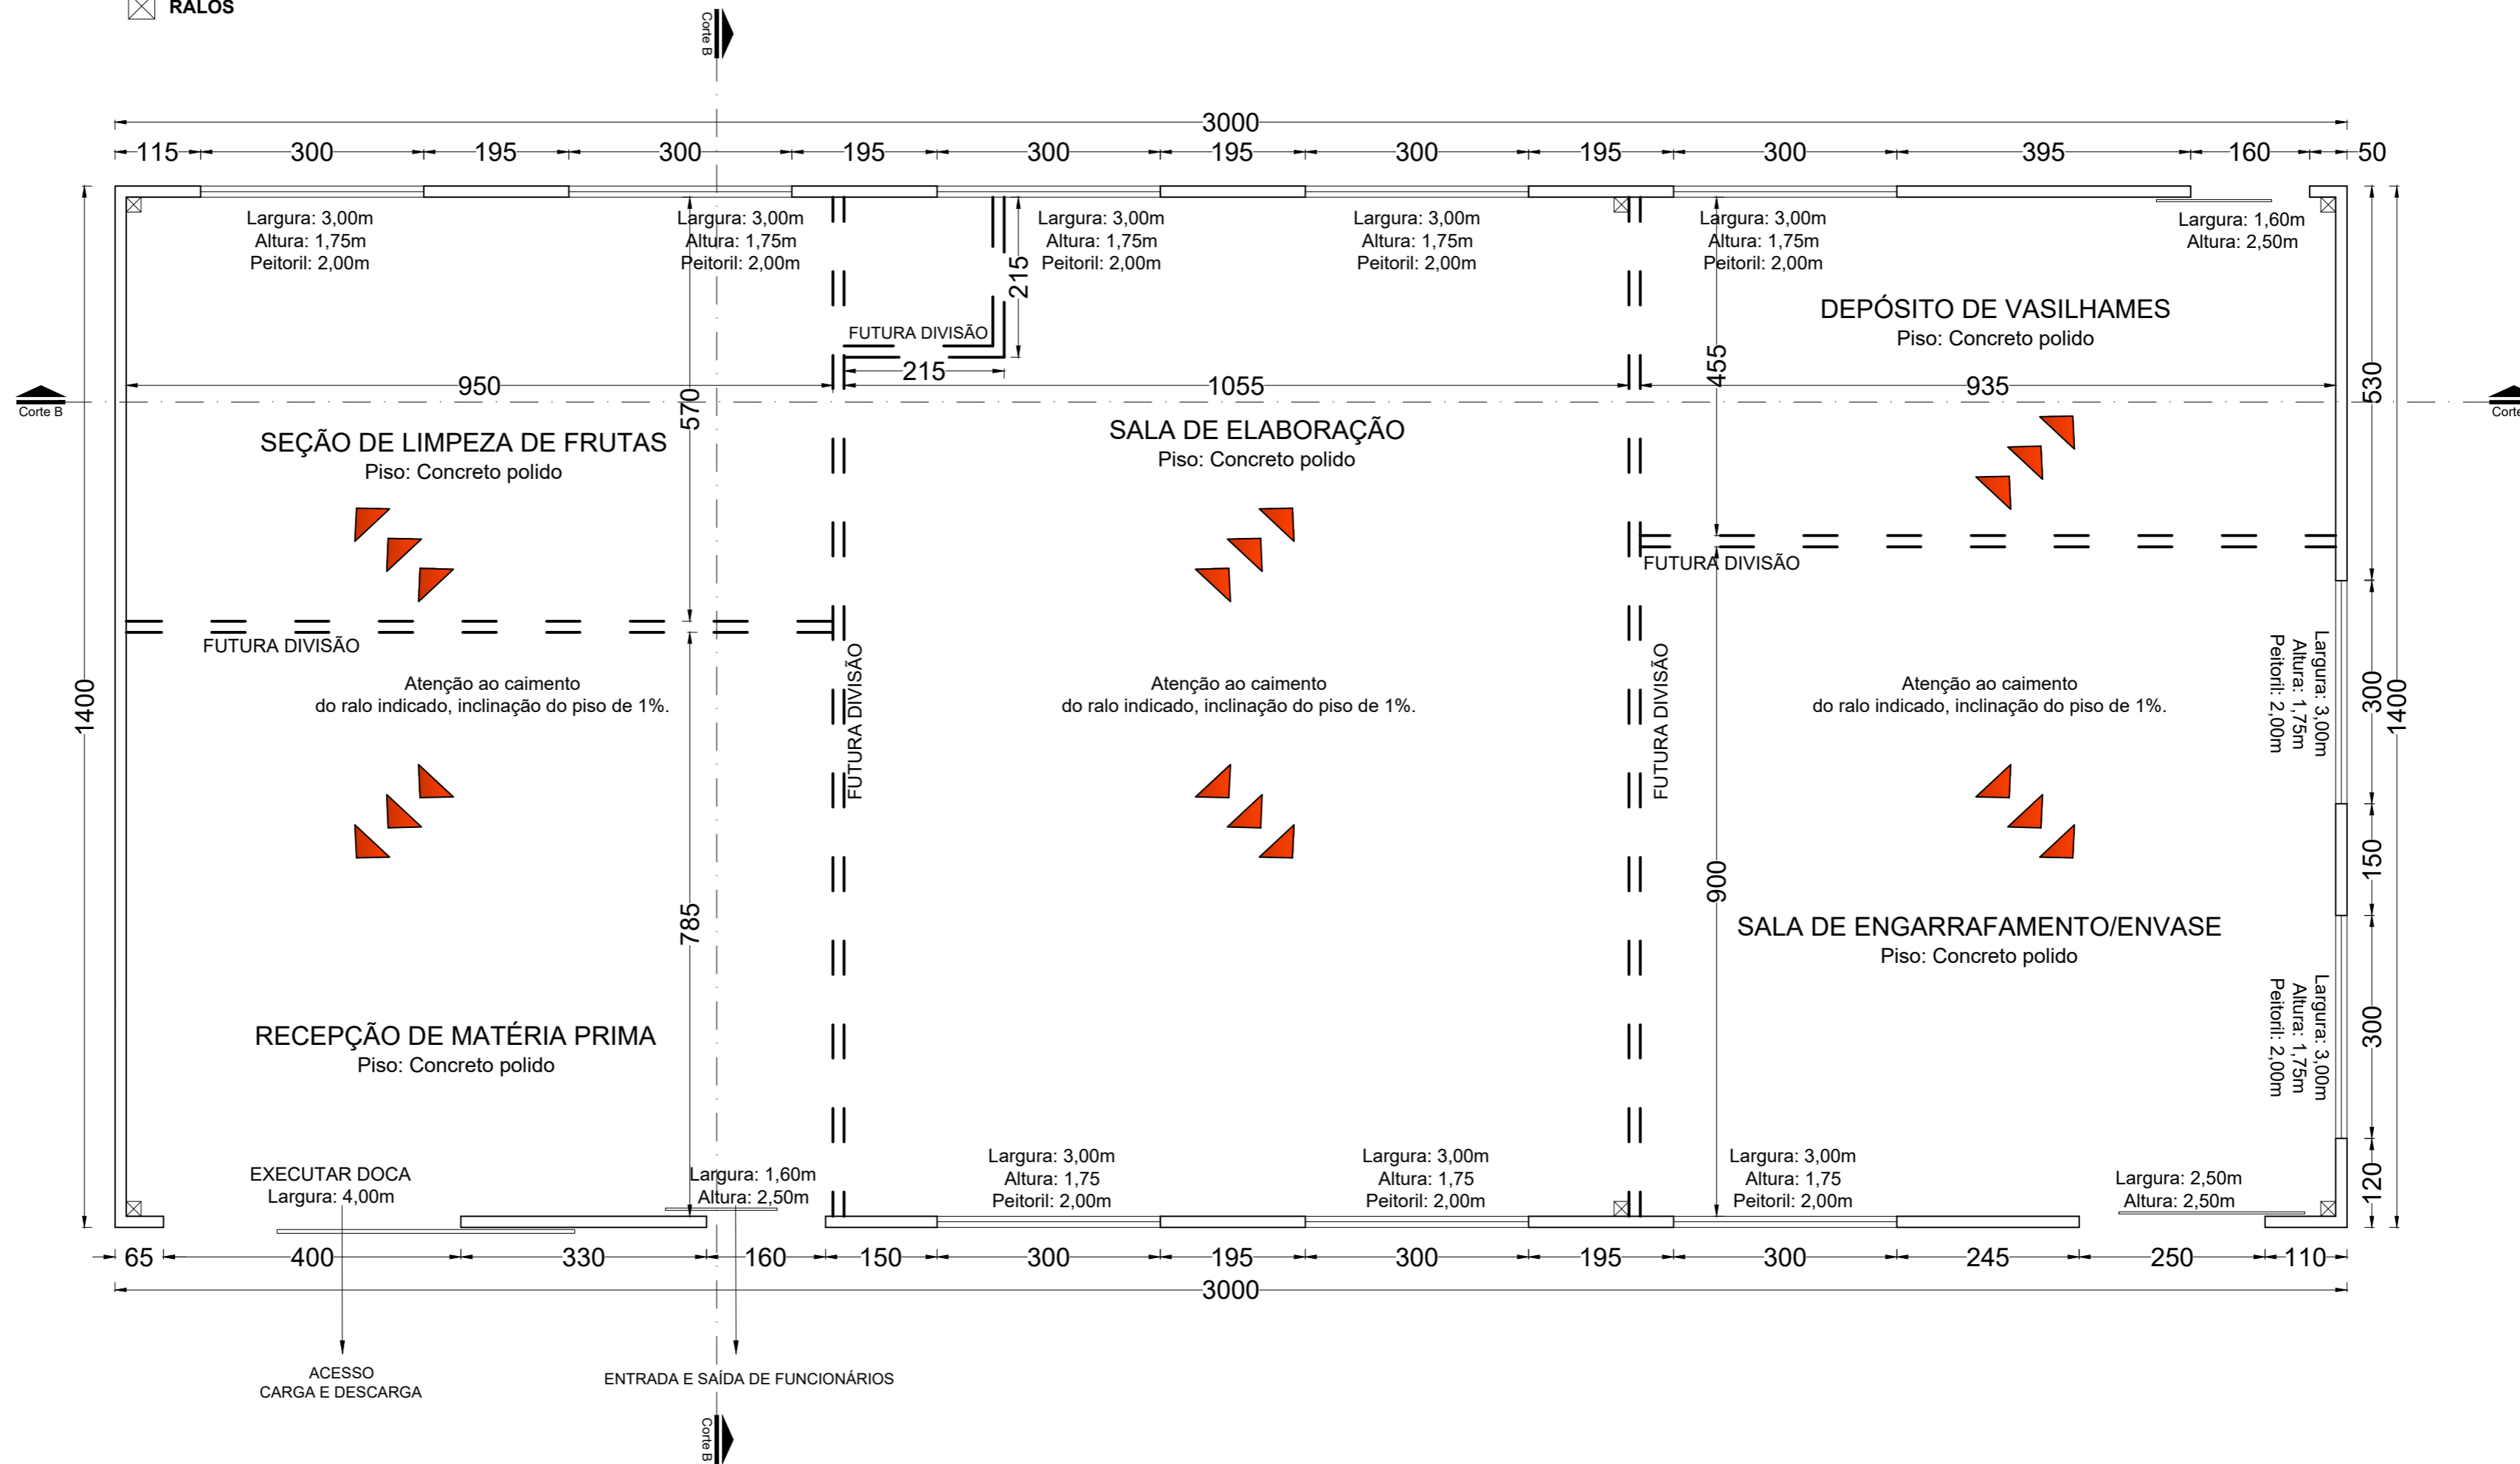 RALOS
Corte B
3000
115
300
195
300
195
300
195
300
195
300
395
160
50
Largura: 3,00m
Altura: 1,75m
Peitoril: 2,00m
Largura: 3,00m
Altura: 1,75m
Peitoril: 2,00m
Largura: 3,00m
Altura: 1,75m
Peitoril: 2,00m
Largura: 3,00m
Altura: 1,75m
Peitoril: 2,00m
Largura: 3,00m
Altura: 1,75m
Peitoril: 2,00m
Largura: 1,60m
Altura: 2,50m
215
FUTURA DIVISÃO
215
DEPÓSITO DE VASILHAMES
Piso: Concreto polido
455
530
950
1055
935
570
Corte B
Corte
SEÇÃO DE LIMPEZA DE FRUTAS
Piso: Concreto polido
SALA DE ELABORAÇÃO
Piso: Concreto polido
FUTURA DIVISÃO
FUTURA DIVISÃO
FUTURA DIVISÃO
FUTURA DIVISÃO
Atenção ao caimento
do ralo indicado, inclinação do piso de 1%.
Atenção ao caimento
do ralo indicado, inclinação do piso de 1%.
Atenção ao caimento
do ralo indicado, inclinação do piso de 1%.
Largura: 3,00m
Altura: 1,75m
Peitoril: 2,00m
300
1400
1400
150
900
785
SALA DE ENGARRAFAMENTO/ENVASE
Piso: Concreto polido
Largura: 3,00m
Altura: 1,75m
Peitoril: 2,00m
300
RECEPÇÃO DE MATÉRIA PRIMA
Piso: Concreto polido
EXECUTAR DOCA
Largura: 4,00m
Largura: 1,60m
Altura: 2,50m
Largura: 3,00m
Altura: 1,75
Peitoril: 2,00m
Largura: 3,00m
Altura: 1,75
Peitoril: 2,00m
Largura: 3,00m
Altura: 1,75
Peitoril: 2,00m
Largura: 2,50m
Altura: 2,50m
120
65
400
330
160
150
300
195
300
195
300
245
250
110
3000
ACESSO
CARGA E DESCARGA
ENTRADA E SAÍDA DE FUNCIONÁRIOS
Corte B